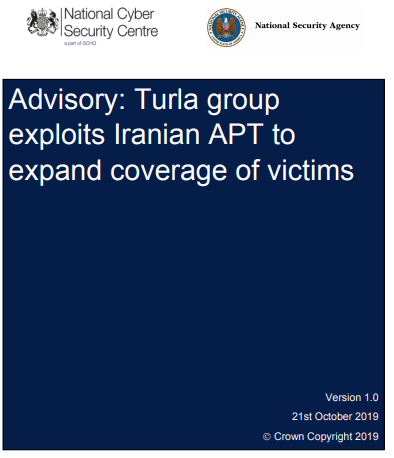 National Cyber
Security Centre
a part of GCHQ
National Security Agency
Advisory: Turla group
exploits Iranian APT to
expand coverage of victims
Version 1.0
21st October 2019
© Crown Copyright 2019